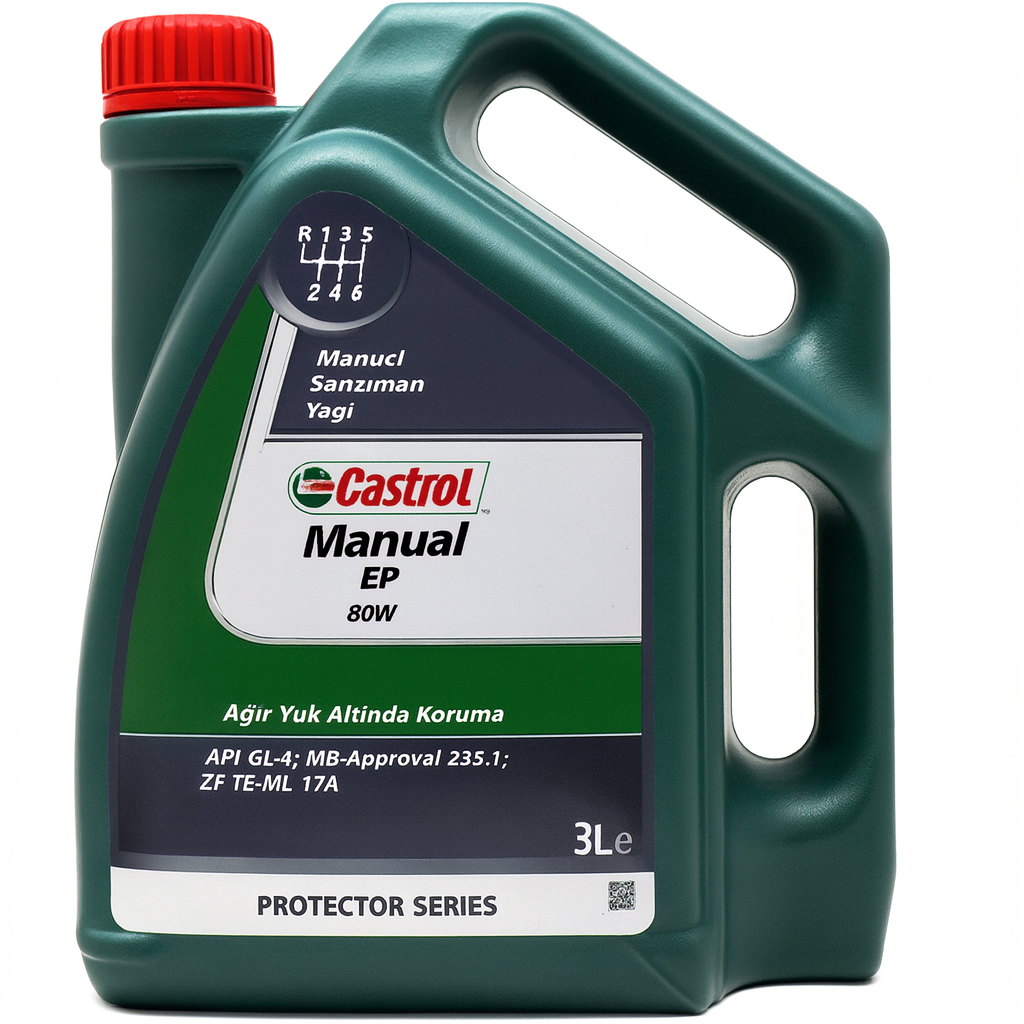 R 1 3 5
2 4 6
Manucl
Sanzıman
Yagi
Castrol
Manual
EP
80W
Ağir Yuk Altinda Koruma
API GL-4; MB-Approval 235.1;
ZF TE-ML 17A
3L e
PROTECTOR SERIES